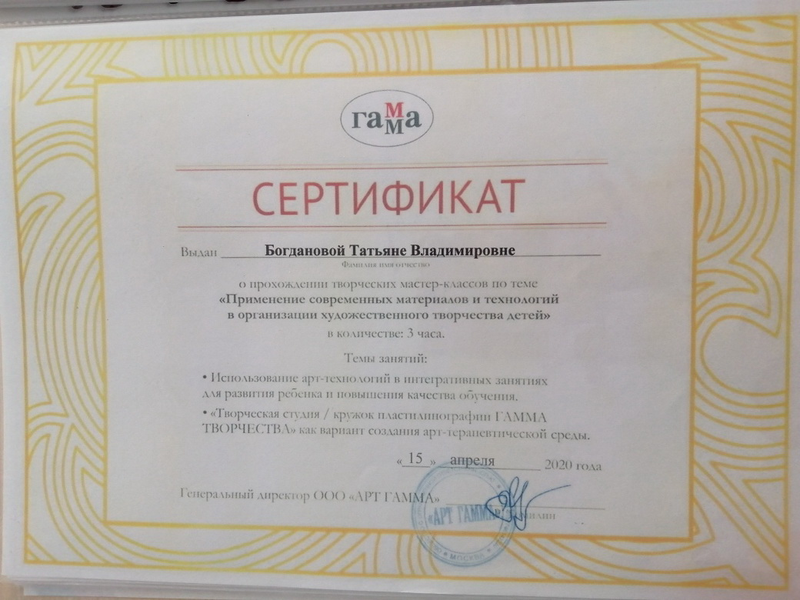 гамма
СЕРТИФИКАТ
Выдан Богдановой Татьяне Владимировне
Фамилия имя отчество
о прохождении творческих мастер-классов по теме
«Применение современных материалов и технологий
в организации художественного творчества детей»
в количестве: 3 часа.
Темы занятий:
• Использование арт-технологий в интегративных занятиях
для развития ребенка и повышения качества обучения.
• «Творческая студия / кружок пластилинографии ГАММА
ТВОРЧЕСТВА» как вариант создания арт-терапевтической среды.
« 15 » апреля 2020 года
Генеральный директор ООО «АРТ ГАММА»
«АРТ ГАММА»
МОСКВА